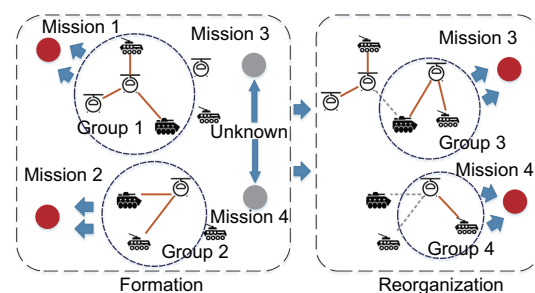 Mission 1
Mission 3
Group 1
Unknown
Mission 2
Mission 4
Group 2
Formation
Mission 3
Group 3
Mission 4
Group 4
Reorganization